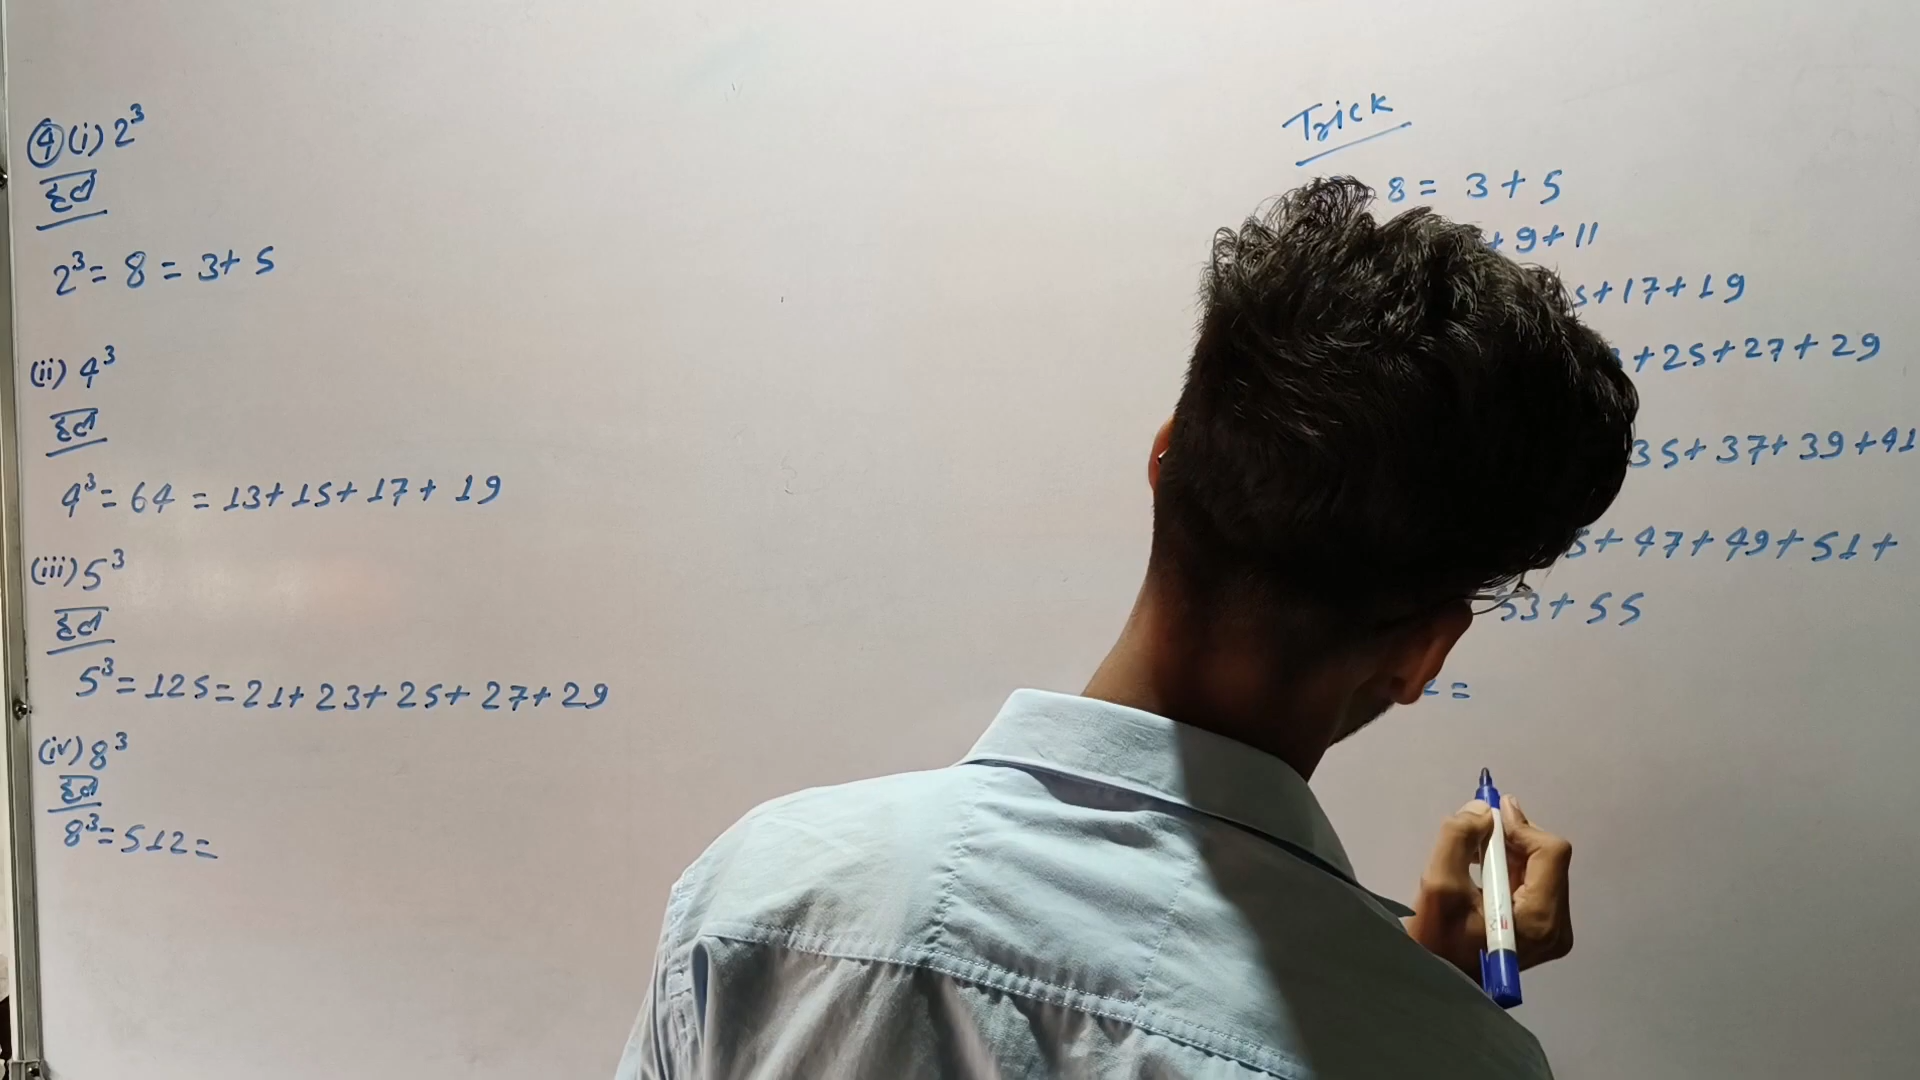 ④(i) 2³
हल
2³ = 8 = 3 + 5
(ii) 4³
हल
4³ = 64 = 13 + 15 + 17 + 19
(iii) 5³
हल
5³ = 125 = 21 + 23 + 25 + 27 + 29
(iv) 8³
हल
8³ = 512 =
Trick
8 = 3 + 5
+ 9 + 11
+ 17 + 19
+ 25 + 27 + 29
35 + 37 + 39 + 41
+ 47 + 49 + 51 +
53 + 55
=